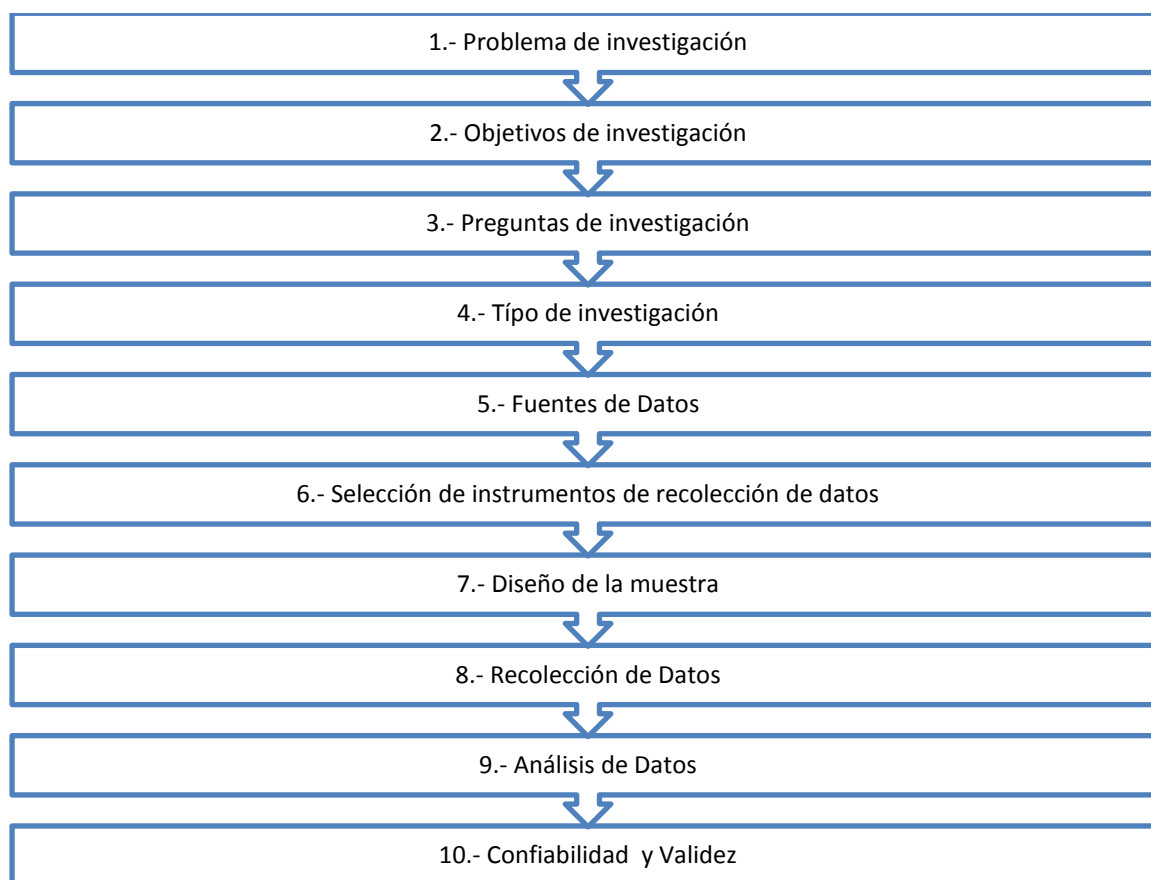 1.- Problema de investigación
2.- Objetivos de investigación
3.- Preguntas de investigación
4.- Típo de investigación
5.- Fuentes de Datos
6.- Selección de instrumentos de recolección de datos
7.- Diseño de la muestra
8.- Recolección de Datos
9.- Análisis de Datos
10.- Confiabilidad  y Validez